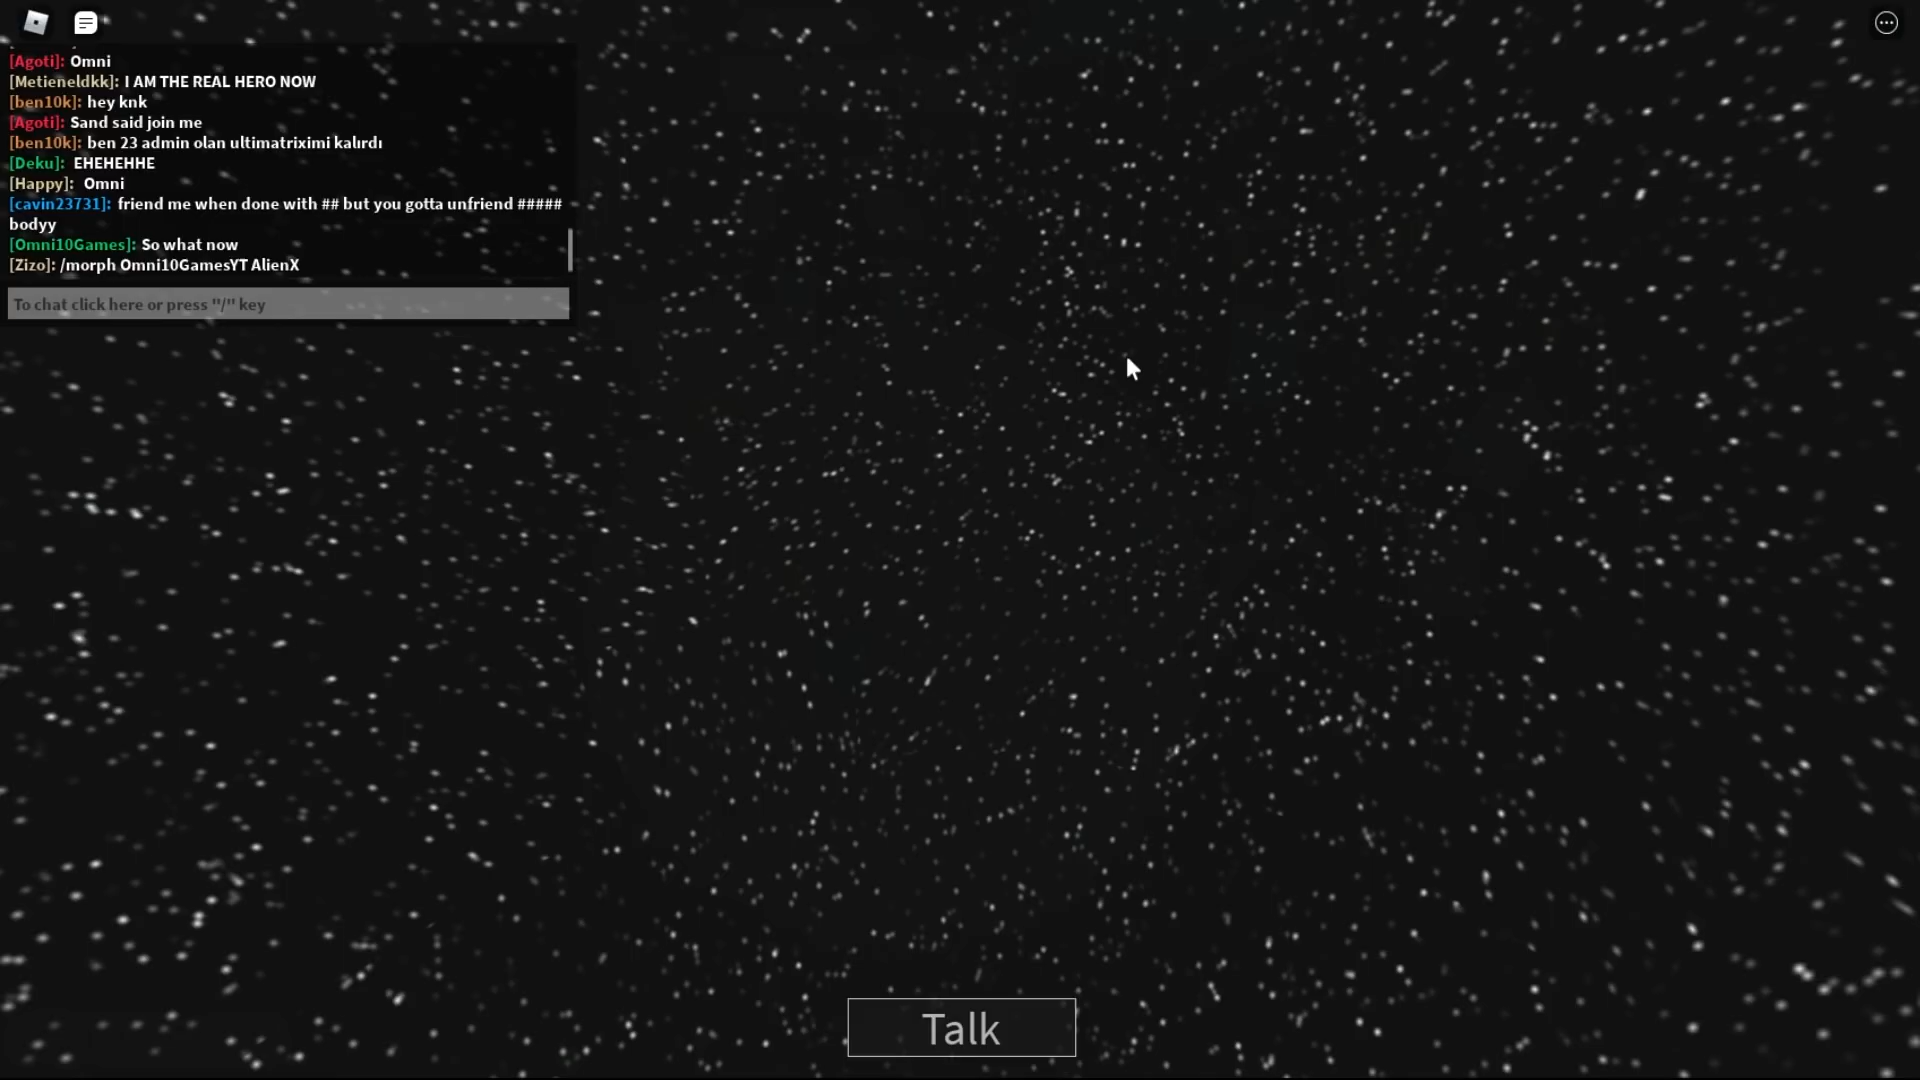 [Agoti]: Omni
[Metieneldkk]: I AM THE REAL HERO NOW
[ben10k]: hey knk
[Agoti]: Sand said join me
[ben10k]: ben 23 admin olan ultimatriximi kalırdı
[Deku]: EHEHEHHE
[Happy]: Omni
[cavin23731]: friend me when done with ## but you gotta unfriend #####
bodyy
[Omni10Games]: So what now
[Zizo]: /morph Omni10GamesYT AlienX
To chat click here or press "/" key
Talk